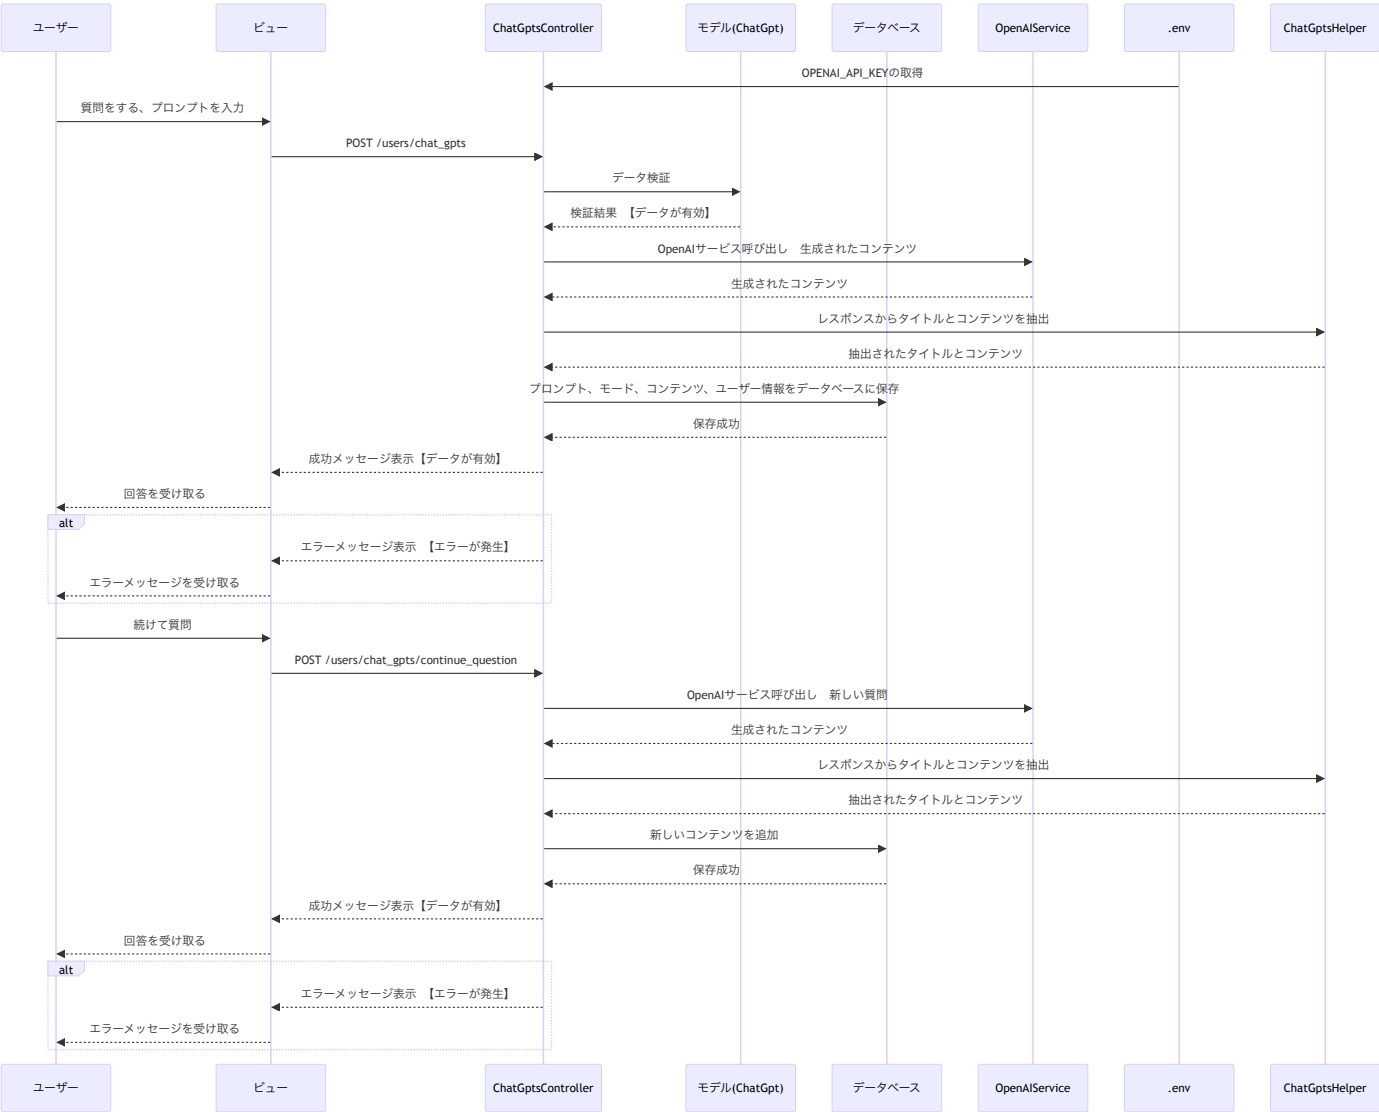 ユーザー
ビュー
ChatGptsController
モデル(ChatGpt)
データベース
OpenAIService
.env
ChatGptsHelper
OPENAI_API_KEYの取得
質問をする、プロンプトを入力
POST /users/chat_gpts
データ検証
検証結果 【データが有効】
OpenAIサービス呼び出し　生成されたコンテンツ
生成されたコンテンツ
レスポンスからタイトルとコンテンツを抽出
抽出されたタイトルとコンテンツ
プロンプト、モード、コンテンツ、ユーザー情報をデータベースに保存
保存成功
成功メッセージ表示【データが有効】
回答を受け取る
alt
エラーメッセージ表示 【エラーが発生】
エラーメッセージを受け取る
続けて質問
POST /users/chat_gpts/continue_question
OpenAIサービス呼び出し　新しい質問
生成されたコンテンツ
レスポンスからタイトルとコンテンツを抽出
抽出されたタイトルとコンテンツ
新しいコンテンツを追加
保存成功
成功メッセージ表示【データが有効】
回答を受け取る
alt
エラーメッセージ表示 【エラーが発生】
エラーメッセージを受け取る
ユーザー
ビュー
ChatGptsController
モデル(ChatGpt)
データベース
OpenAIService
.env
ChatGptsHelper